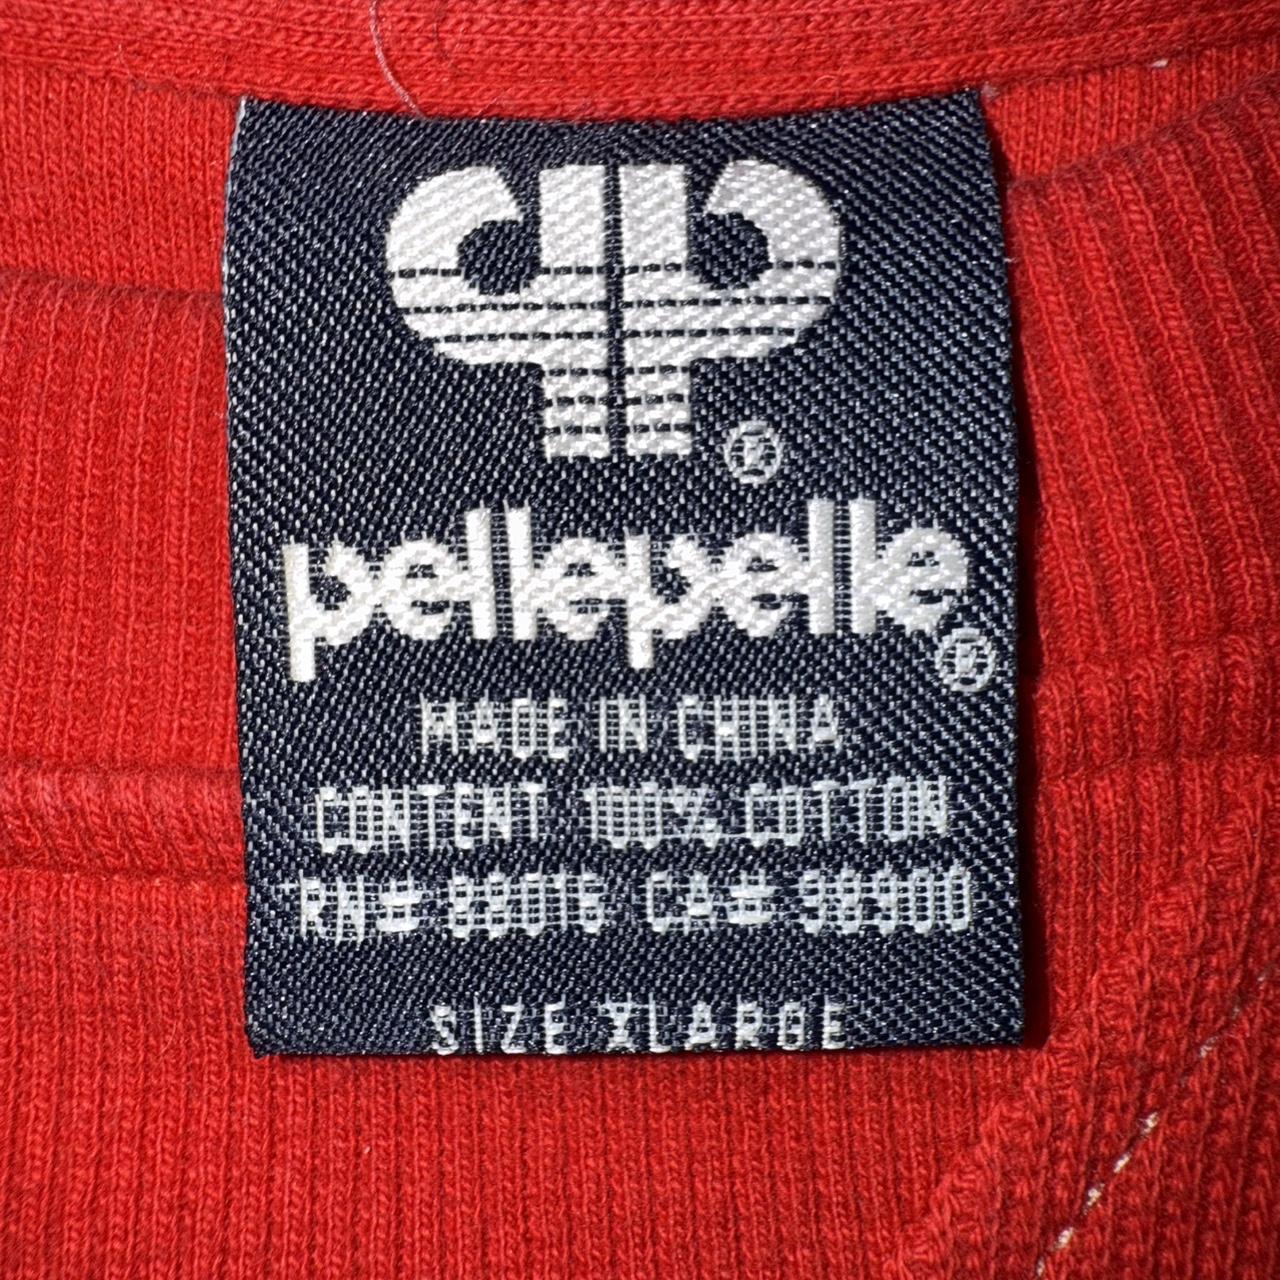 pellepelle®
MADE IN CHINA
CONTENT 100% COTTON
RN# 88016 CA# 98900
SIZE XLARGE